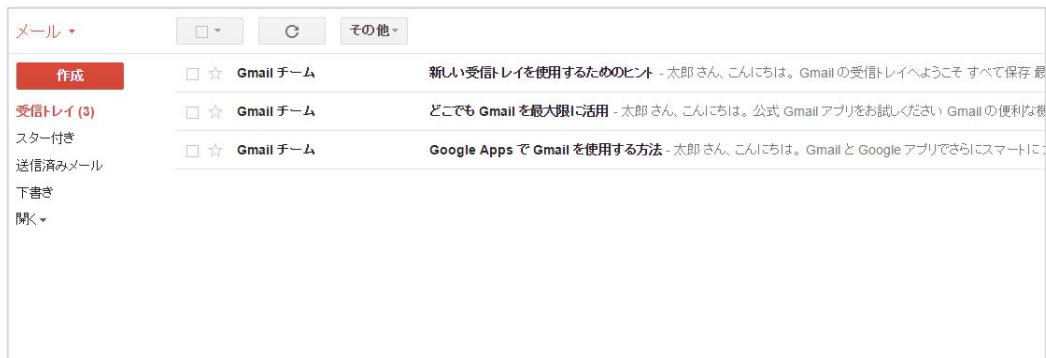 メール
その他
作成
Gmail チーム 新しい受信トレイを使用するためのヒント - 太郎 さん、こんにちは。 Gmail の受信トレイへようこそ すべて保存
受信トレイ (3)
Gmail チーム どこでも Gmail を最大限に活用 - 太郎 さん、こんにちは。 公式 Gmail アプリをお試しください Gmail の便利な
スター付き
Gmail チーム Google Apps で Gmail を使用する方法 - 太郎 さん、こんにちは。 Gmail と Google アプリでさらにスマートに
送信済みメール
下書き
開く